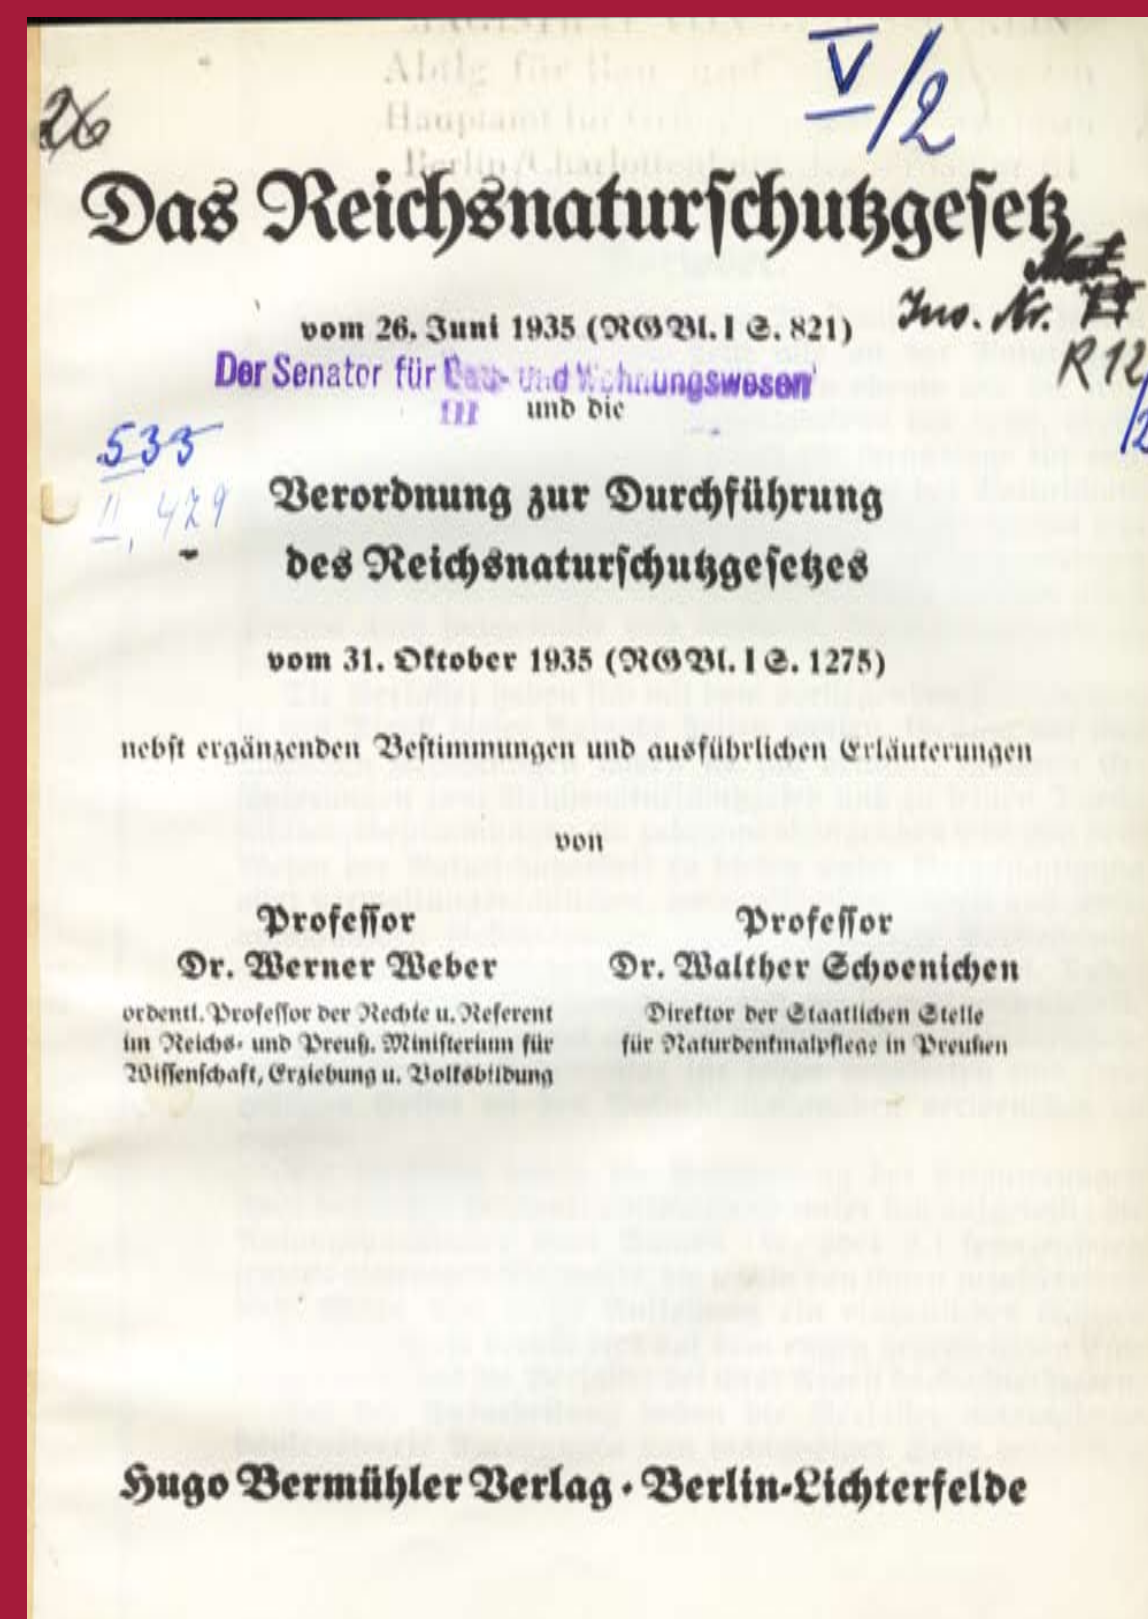 V/2
26
Das Reichsnaturschutzgesetz
Inv. Nr.
R 12
vom 26. Juni 1935 (RGBl. I S. 821)
Der Senator für Bau- und Wohnungswesen
III
und die
533
II, 479
Verordnung zur Durchführung
des Reichsnaturschutzgesetzes
vom 31. Oktober 1935 (RGBl. I S. 1275)
nebst ergänzenden Bestimmungen und ausführlichen Erläuterungen
von
Professor
Dr. Werner Weber
ordentl. Professor der Rechte u. Referent
im Reichs- und Preuß. Ministerium für
Wissenschaft, Erziehung u. Volksbildung
Professor
Dr. Walther Schoenichen
Direktor der Staatlichen Stelle
für Naturdenkmalpflege in Preußen
Hugo Bermühler Verlag · Berlin-Lichterfelde